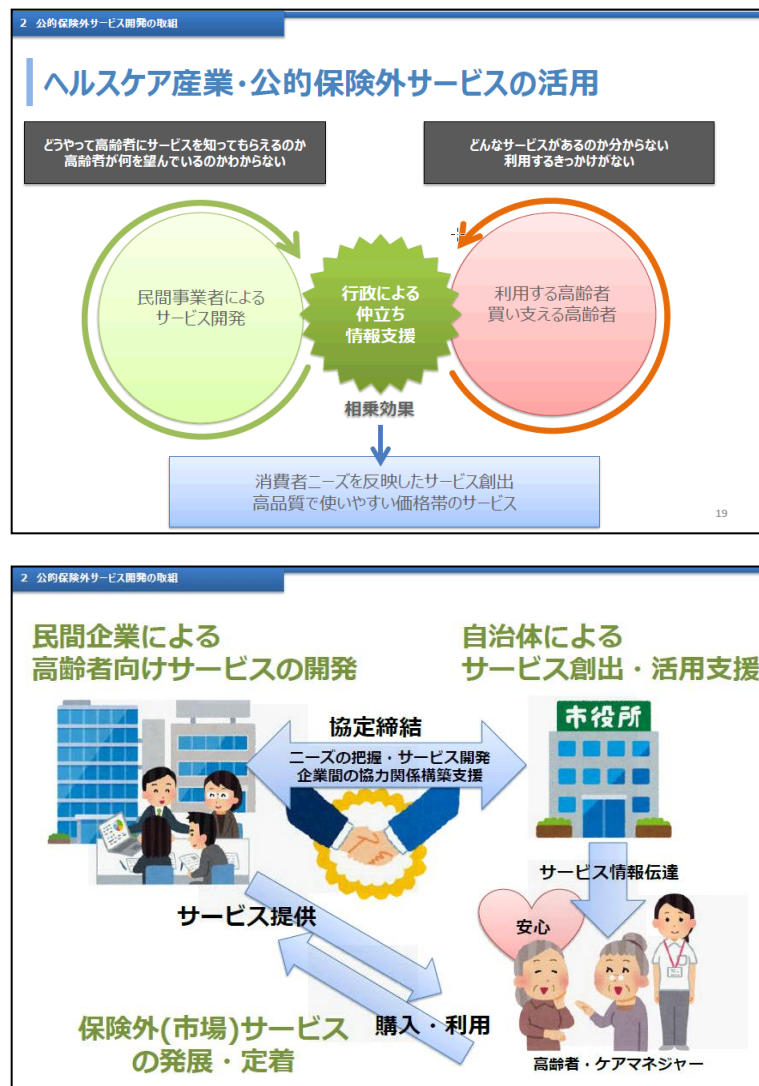 2 公的保険外サービス開発の取組
ヘルスケア産業・公的保険外サービスの活用
どうやって高齢者にサービスを知ってもらえるのか
高齢者が何を望んでいるのかわからない
どんなサービスがあるのか分からない
利用するきっかけがない
民間事業者による
サービス開発
行政による
仲立ち
情報支援
利用する高齢者
買い支える高齢者
相乗効果
消費者ニーズを反映したサービス創出
高品質で使いやすい価格帯のサービス
19
2 公的保険外サービス開発の取組
民間企業による
高齢者向けサービスの開発
自治体による
サービス創出・活用支援
協定締結
ニーズの把握・サービス開発
企業間の協力関係構築支援
市役所
サービス情報伝達
サービス提供
安心
購入・利用
保険外(市場)サービス
の発展・定着
高齢者・ケアマネジャー